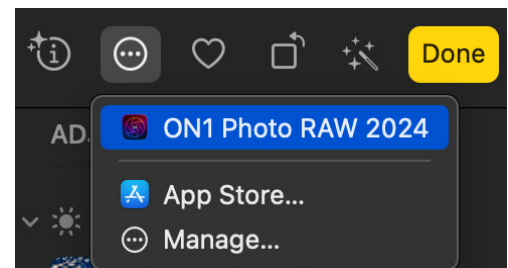 Done
AD
ON1 Photo RAW 2024
App Store...
Manage...